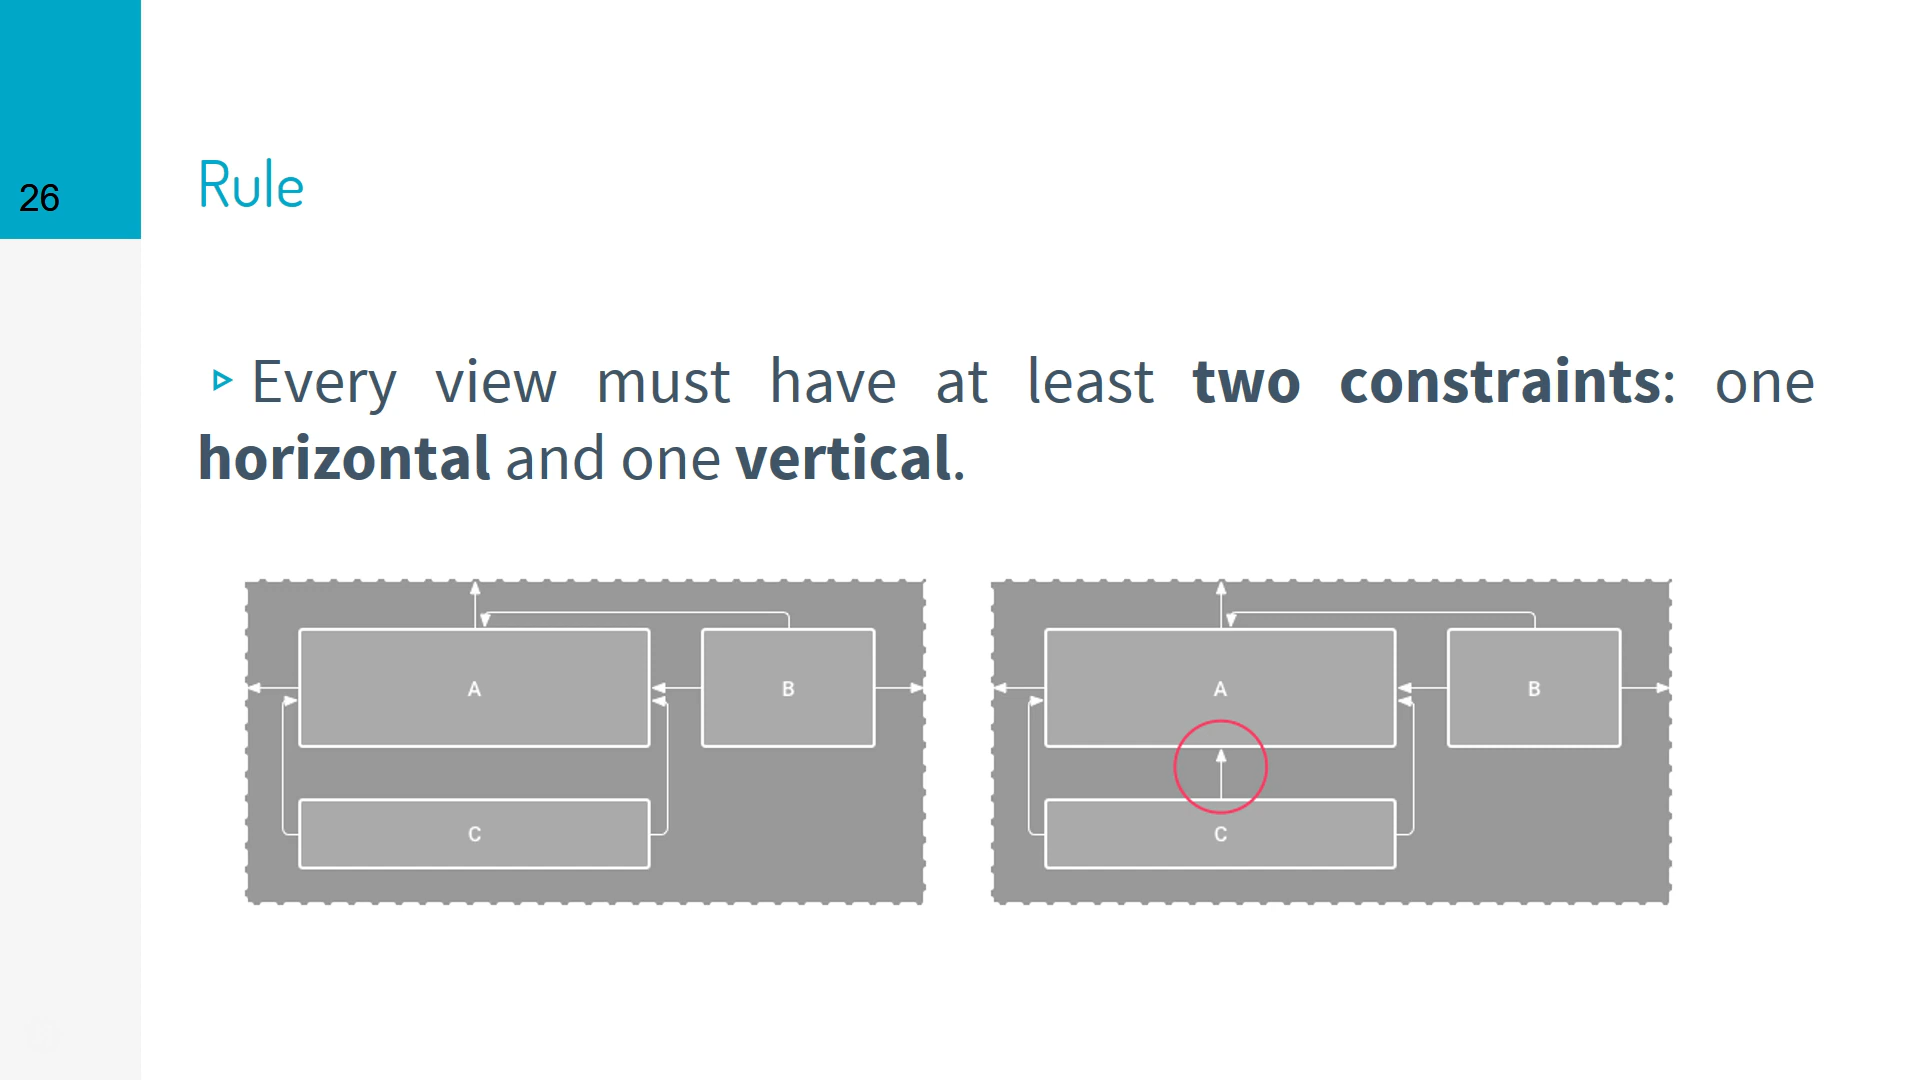 26
Rule
Every view must have at least two constraints: one
horizontal and one vertical.
A
B
C
A
B
C